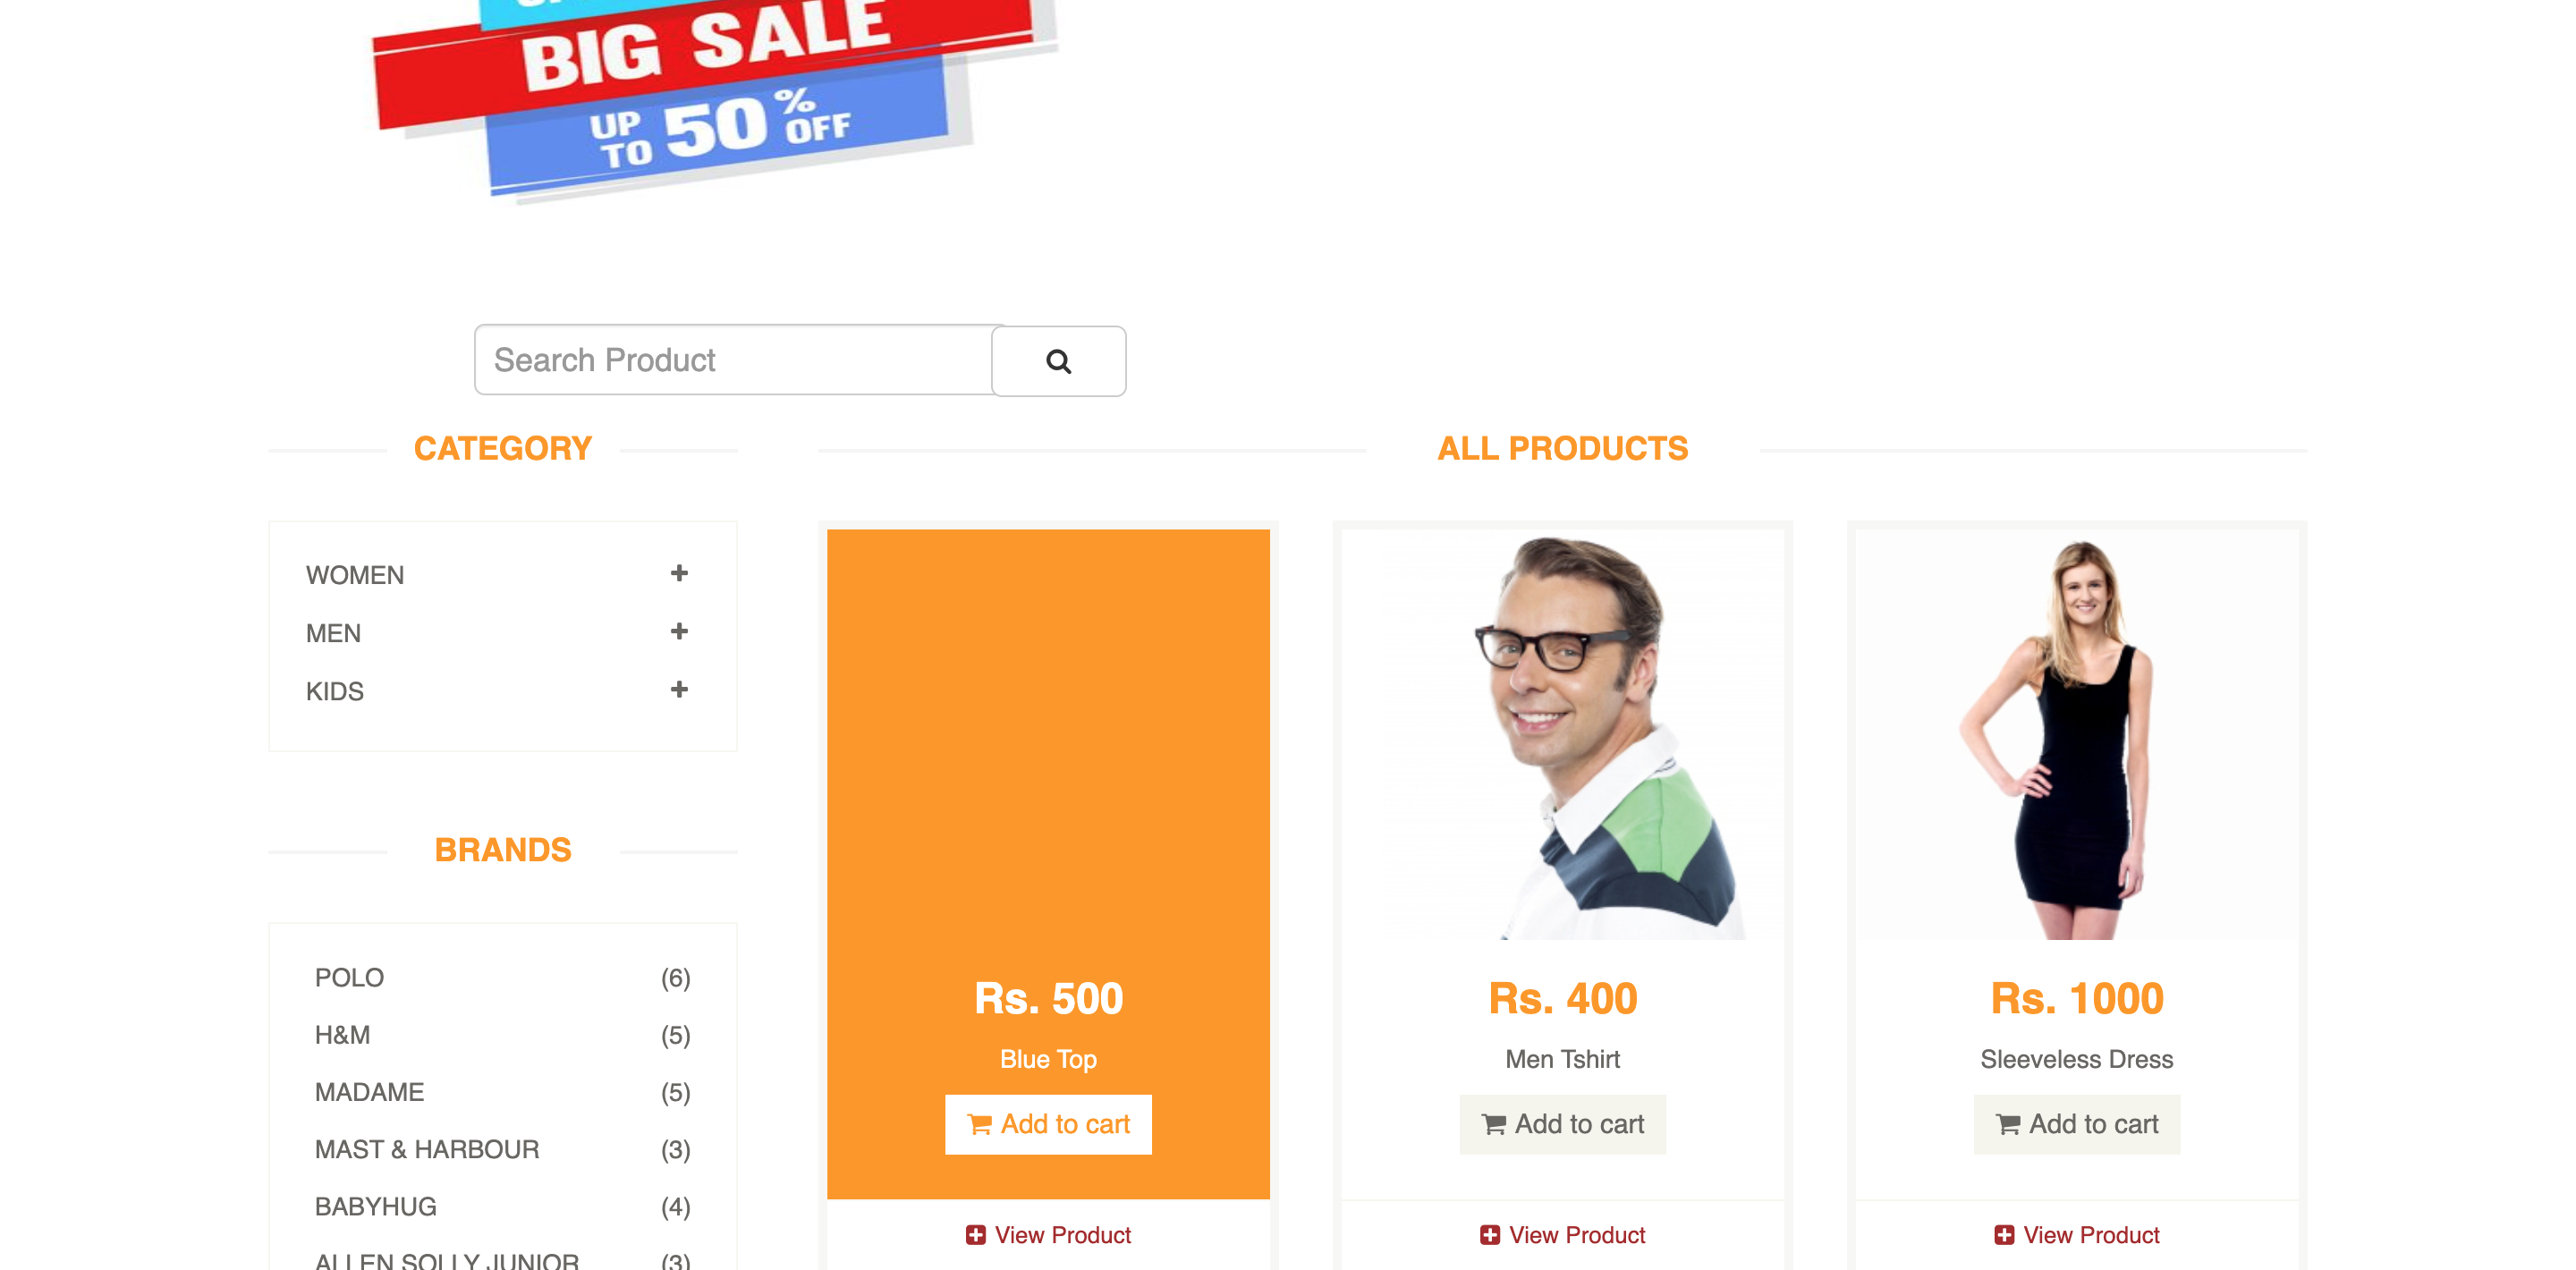 BIG SALE
UP TO 50% OFF
Search Product
CATEGORY
WOMEN
MEN
KIDS
BRANDS
POLO (6)
H&M (5)
MADAME (5)
MAST & HARBOUR (3)
BABYHUG (4)
ALLEN SOLLY JUNIOR (3)
ALL PRODUCTS
Rs. 500
Blue Top
Add to cart
View Product
Rs. 400
Men Tshirt
Add to cart
View Product
Rs. 1000
Sleeveless Dress
Add to cart
View Product